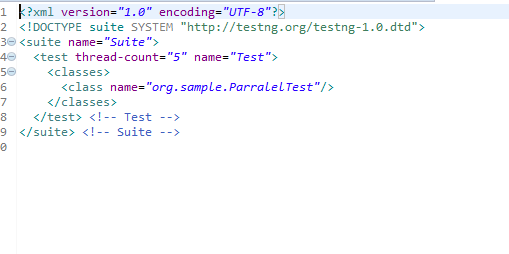 1 <?xml version="1.0" encoding="UTF-8"?>
2 <!DOCTYPE suite SYSTEM "http://testng.org/testng-1.0.dtd">
3 <suite name="Suite">
4 <test thread-count="5" name="Test">
5 <classes>
6 <class name="org.sample.ParralelTest"/>
7 </classes>
8 </test> <!-- Test -->
9 </suite> <!-- Suite -->
0